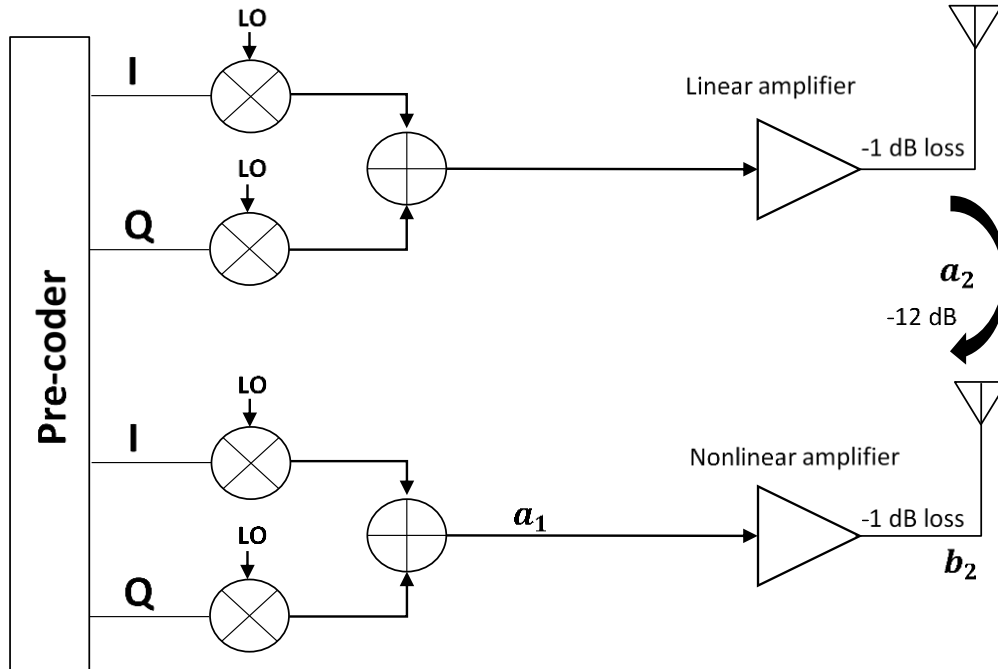 LO
I
Linear amplifier
-1 dB loss
LO
Q
a₂
-12 dB
Pre-coder
LO
I
Nonlinear amplifier
a₁
-1 dB loss
LO
b₂
Q